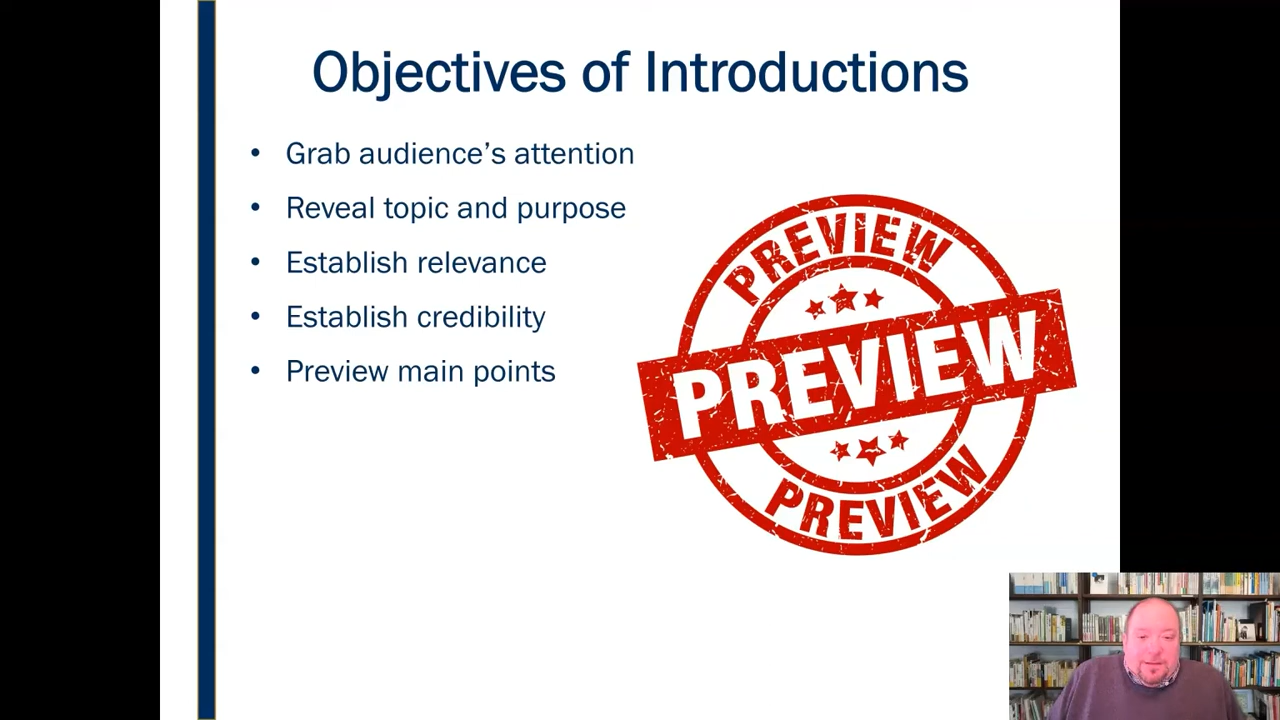 Objectives of Introductions
• Grab audience’s attention
• Reveal topic and purpose
• Establish relevance
• Establish credibility
• Preview main points
PREVIEW
PREVIEW
PREVIEW